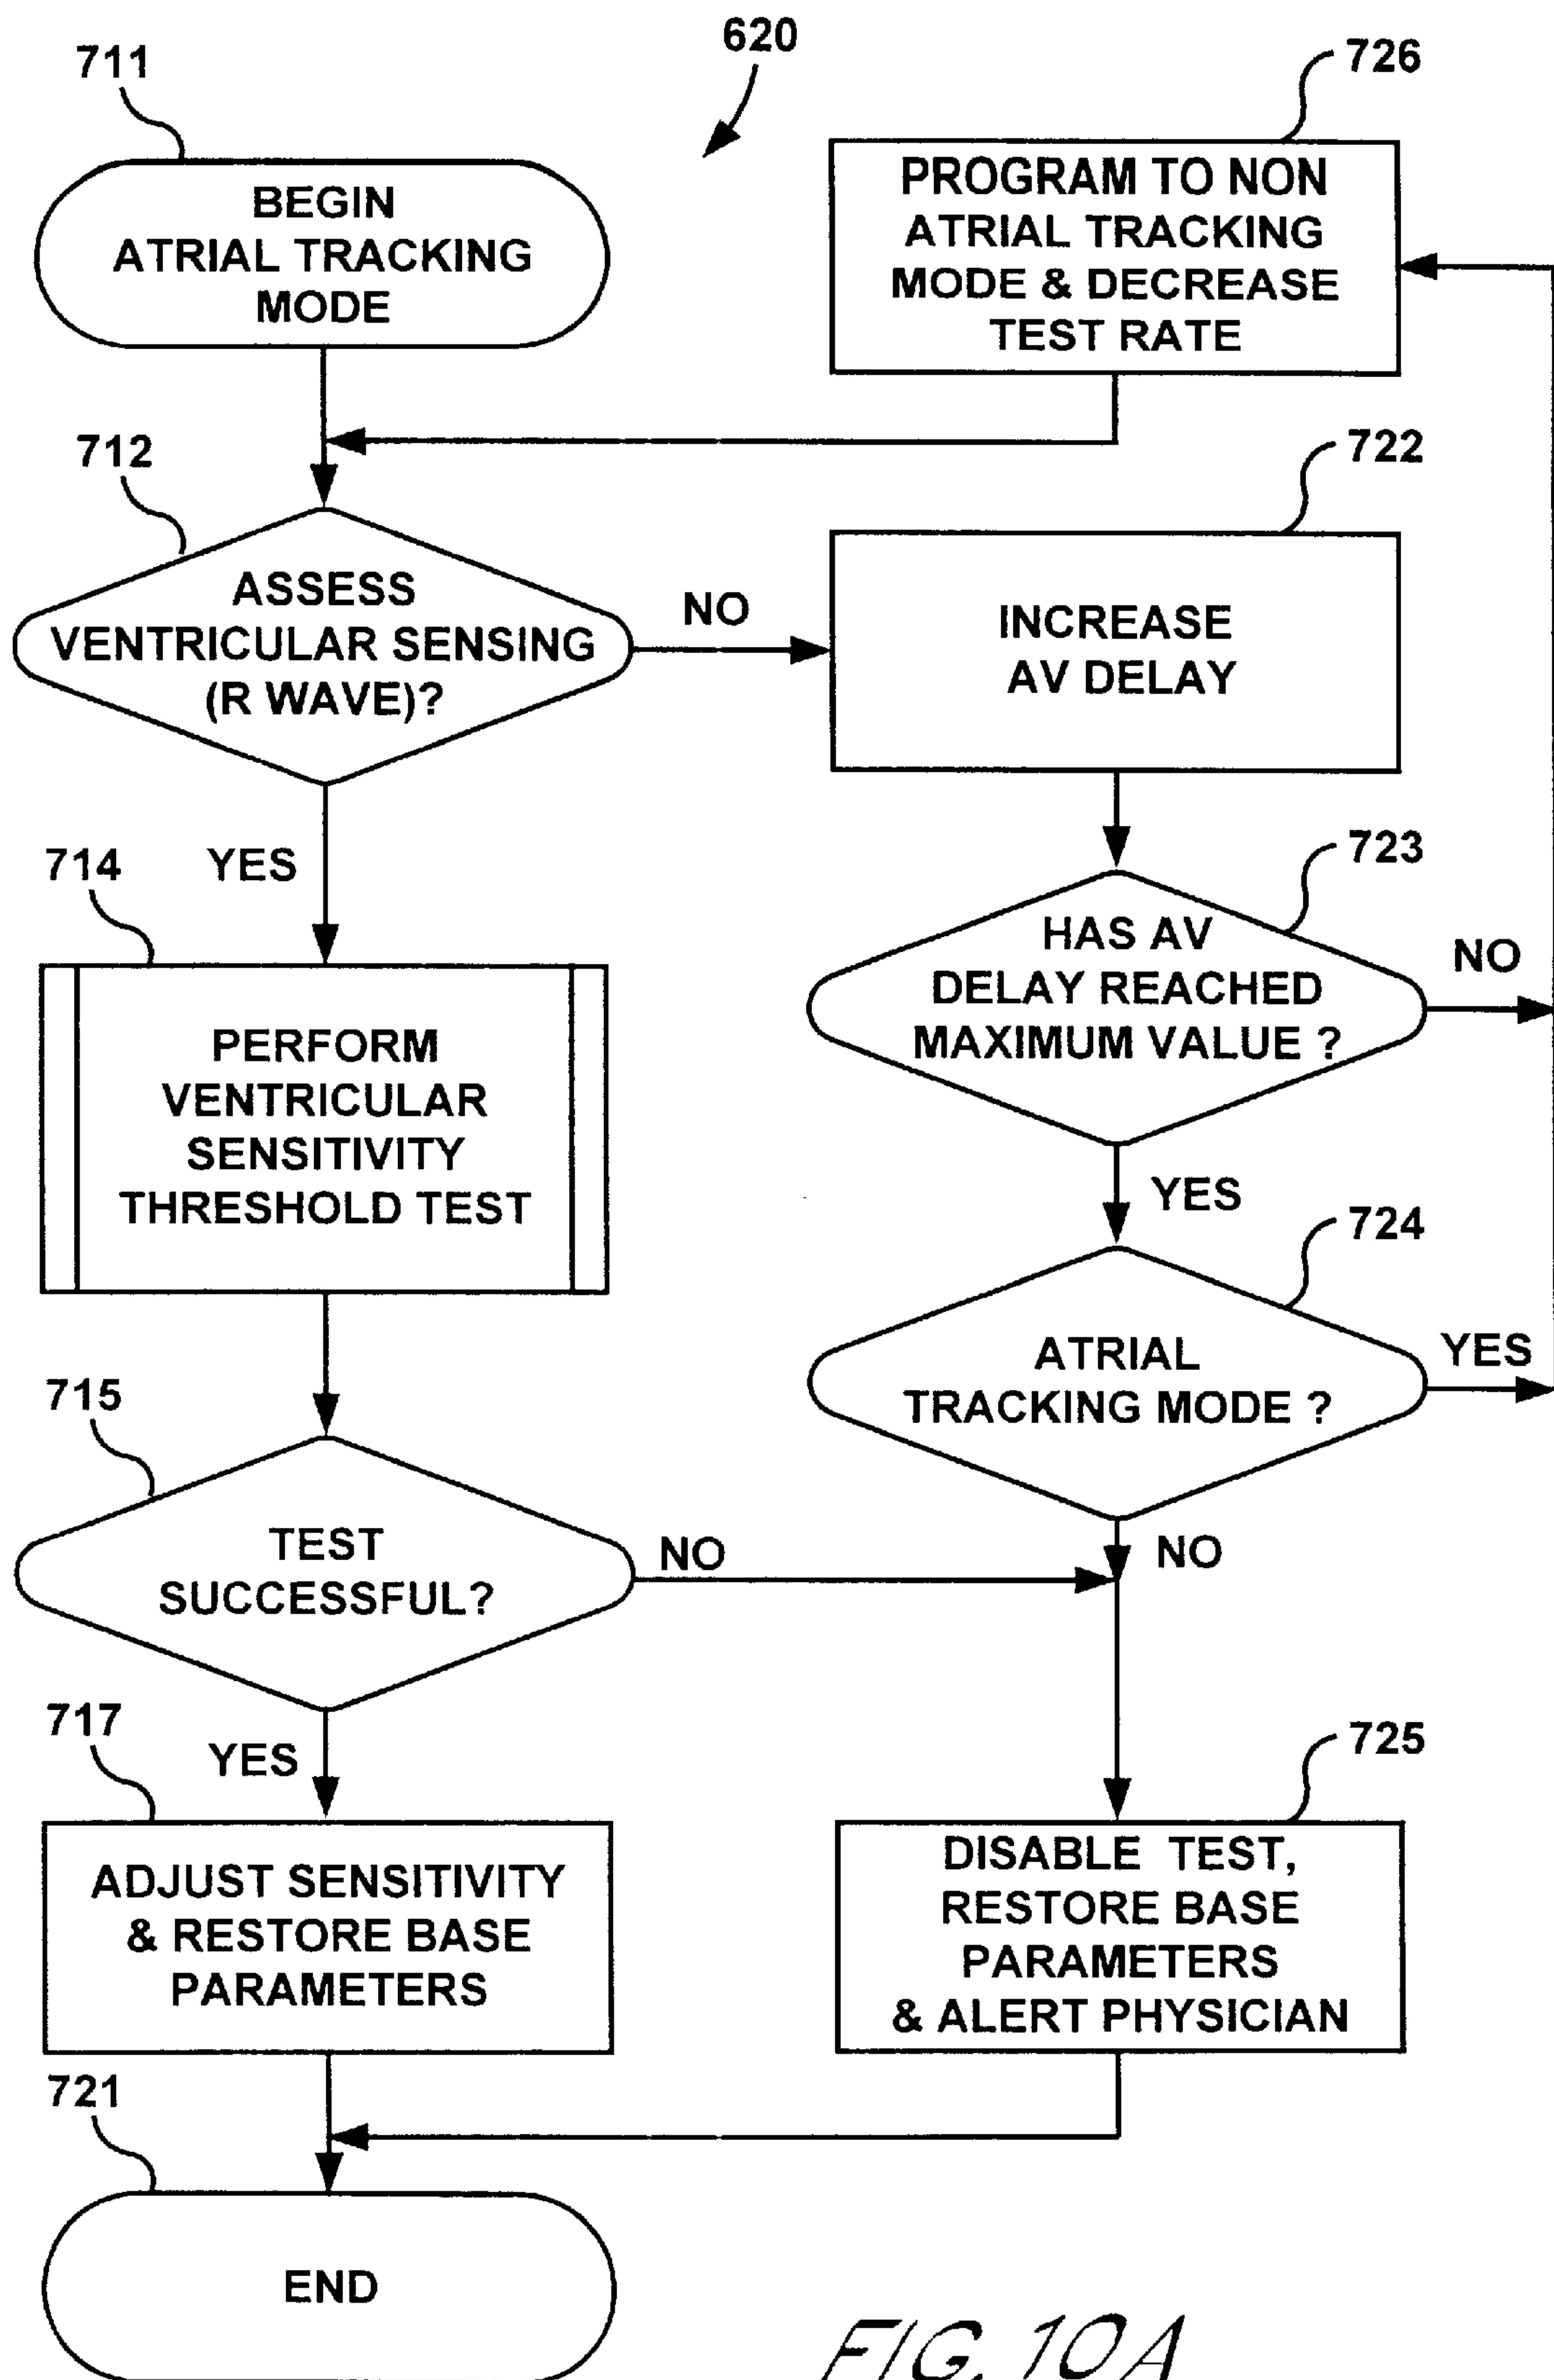 620
711
BEGIN
ATRIAL TRACKING
MODE
726
PROGRAM TO NON
ATRIAL TRACKING
MODE & DECREASE
TEST RATE
712
ASSESS
VENTRICULAR SENSING
(R WAVE)?
NO
722
INCREASE
AV DELAY
YES
714
PERFORM
VENTRICULAR
SENSITIVITY
THRESHOLD TEST
723
HAS AV
DELAY REACHED
MAXIMUM VALUE ?
NO
YES
724
ATRIAL
TRACKING MODE ?
YES
NO
715
TEST
SUCCESSFUL?
NO
YES
717
ADJUST SENSITIVITY
& RESTORE BASE
PARAMETERS
725
DISABLE TEST,
RESTORE BASE
PARAMETERS
& ALERT PHYSICIAN
721
END
FIG. 10A